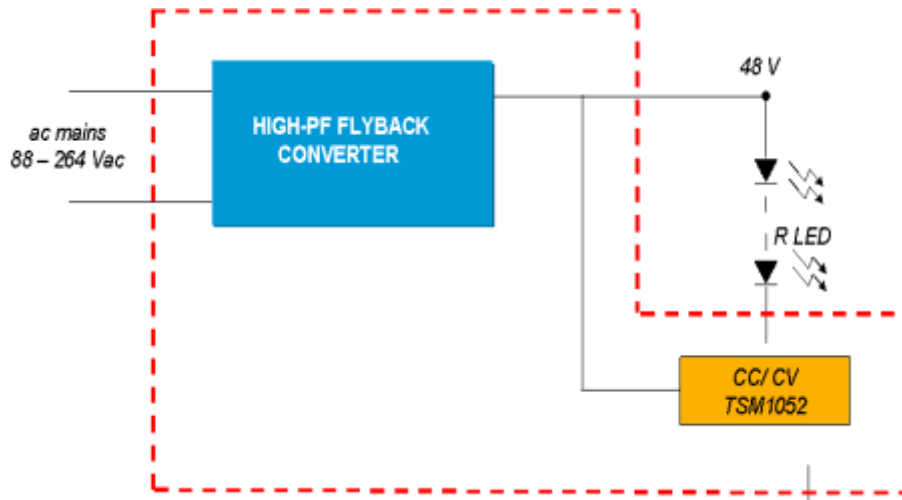 48 V
HIGH-PF FLYBACK
CONVERTER
ac mains
88 – 264 Vac
R LED
CC/ CV
TSM1052